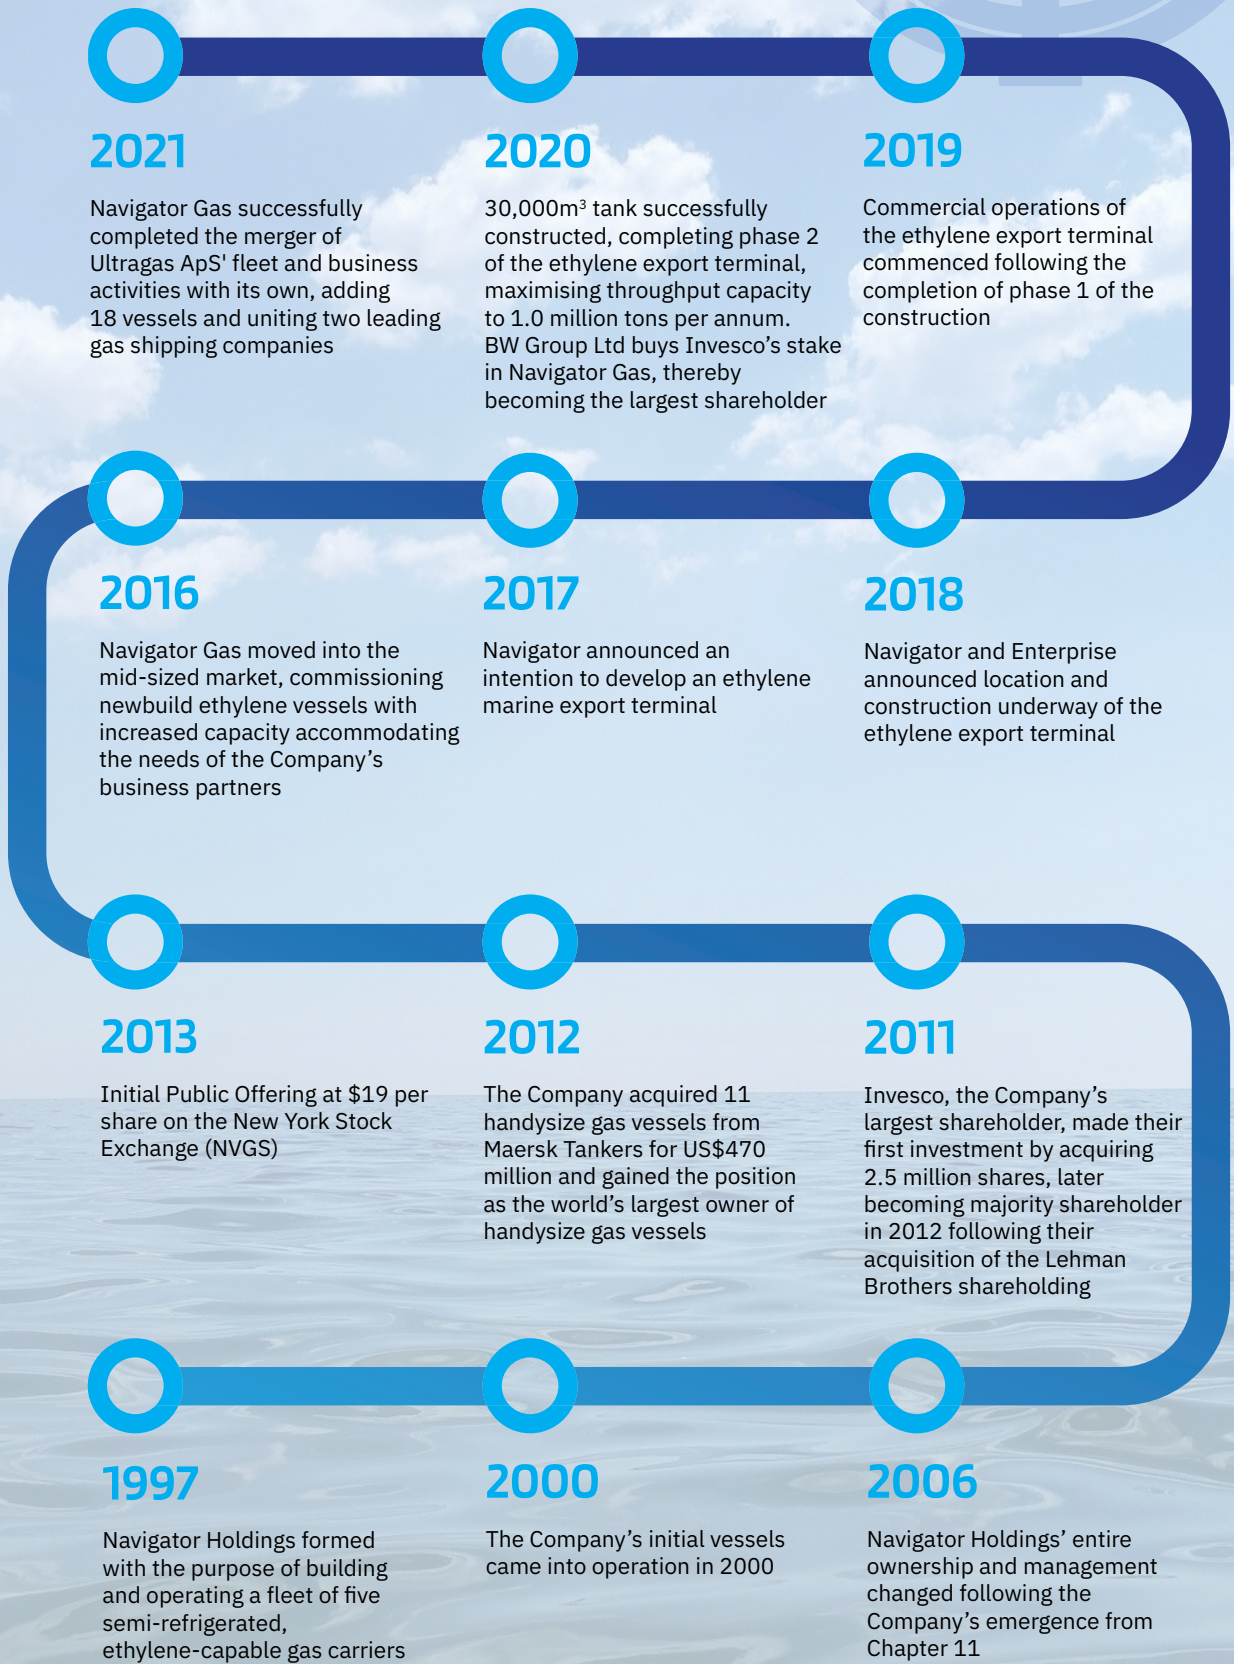 2021
Navigator Gas successfully
completed the merger of
Ultragas ApS' fleet and business
activities with its own, adding
18 vessels and uniting two leading
gas shipping companies
2020
30,000m³ tank successfully
constructed, completing phase 2
of the ethylene export terminal,
maximising throughput capacity
to 1.0 million tons per annum.
BW Group Ltd buys Invesco’s stake
in Navigator Gas, thereby
becoming the largest shareholder
2019
Commercial operations of
the ethylene export terminal
commenced following the
completion of phase 1 of the
construction
2016
Navigator Gas moved into the
mid-sized market, commissioning
newbuild ethylene vessels with
increased capacity accommodating
the needs of the Company’s
business partners
2017
Navigator announced an
intention to develop an ethylene
marine export terminal
2018
Navigator and Enterprise
announced location and
construction underway of the
ethylene export terminal
2013
Initial Public Offering at $19 per
share on the New York Stock
Exchange (NVGS)
2012
The Company acquired 11
handysize gas vessels from
Maersk Tankers for US$470
million and gained the position
as the world’s largest owner of
handysize gas vessels
2011
Invesco, the Company’s
largest shareholder, made their
first investment by acquiring
2.5 million shares, later
becoming majority shareholder
in 2012 following their
acquisition of the Lehman
Brothers shareholding
1997
Navigator Holdings formed
with the purpose of building
and operating a fleet of five
semi-refrigerated,
ethylene-capable gas carriers
2000
The Company’s initial vessels
came into operation in 2000
2006
Navigator Holdings’ entire
ownership and management
changed following the
Company’s emergence from
Chapter 11